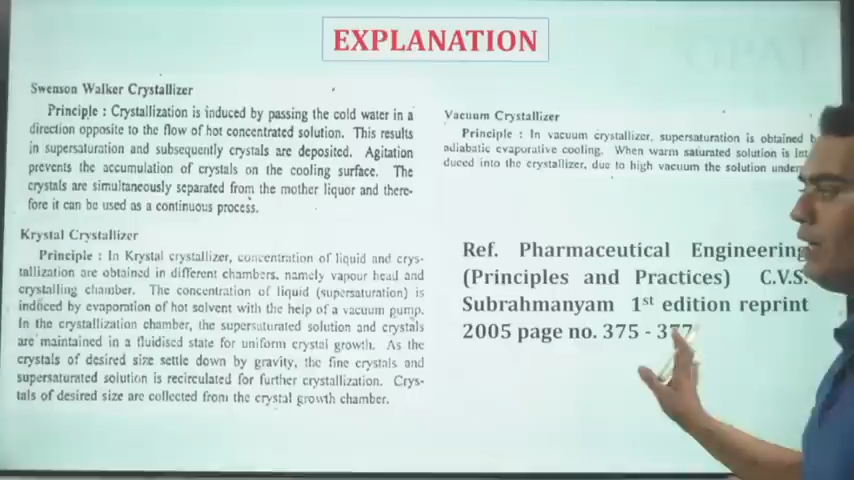 EXPLANATION
GPAT
Swenson Walker Crystallizer
Principle : Crystallization is induced by passing the cold water in a
direction opposite to the flow of hot concentrated solution. This results
in supersaturation and subsequently crystals are deposited. Agitation
prevents the accumulation of crystals on the cooling surface. The
crystals are simultaneously separated from the mother liquor and there-
fore it can be used as a continuous process.
Krystal Crystallizer
Principle : In Krystal crystallizer, concentration of liquid and crys-
tallization are obtained in different chambers, namely vapour head and
crystalling chamber. The concentration of liquid (supersaturation) is
induced by evaporation of hot solvent with the help of a vacuum pump.
In the crystallization chamber, the supersaturated solution and crystals
are maintained in a fluidised state for uniform crystal growth. As the
crystals of desired size settle down by gravity, the fine crystals and
supersaturated solution is recirculated for further crystallization. Crys-
tals of desired size are collected from the crystal growth chamber.
Vacuum Crystallizer
Principle : In vacuum crystallizer, supersaturation is obtained
adiabatic evaporative cooling. When warm saturated solution is
duced into the crystallizer, due to high vacuum the solution
Ref. Pharmaceutical Engineering
(Principles and Practices) C.V.S.
Subrahmanyam 1st edition reprint
2005 page no. 375 - 377